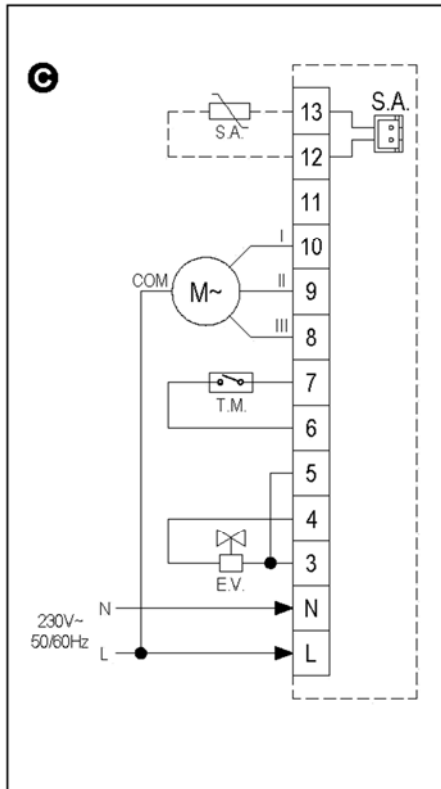 C
13
S.A.
S.A.
12
11
I
10
COM
M~
II
9
III
8
7
T.M.
6
5
4
3
E.V.
N
N
230V~
50/60Hz
L
L